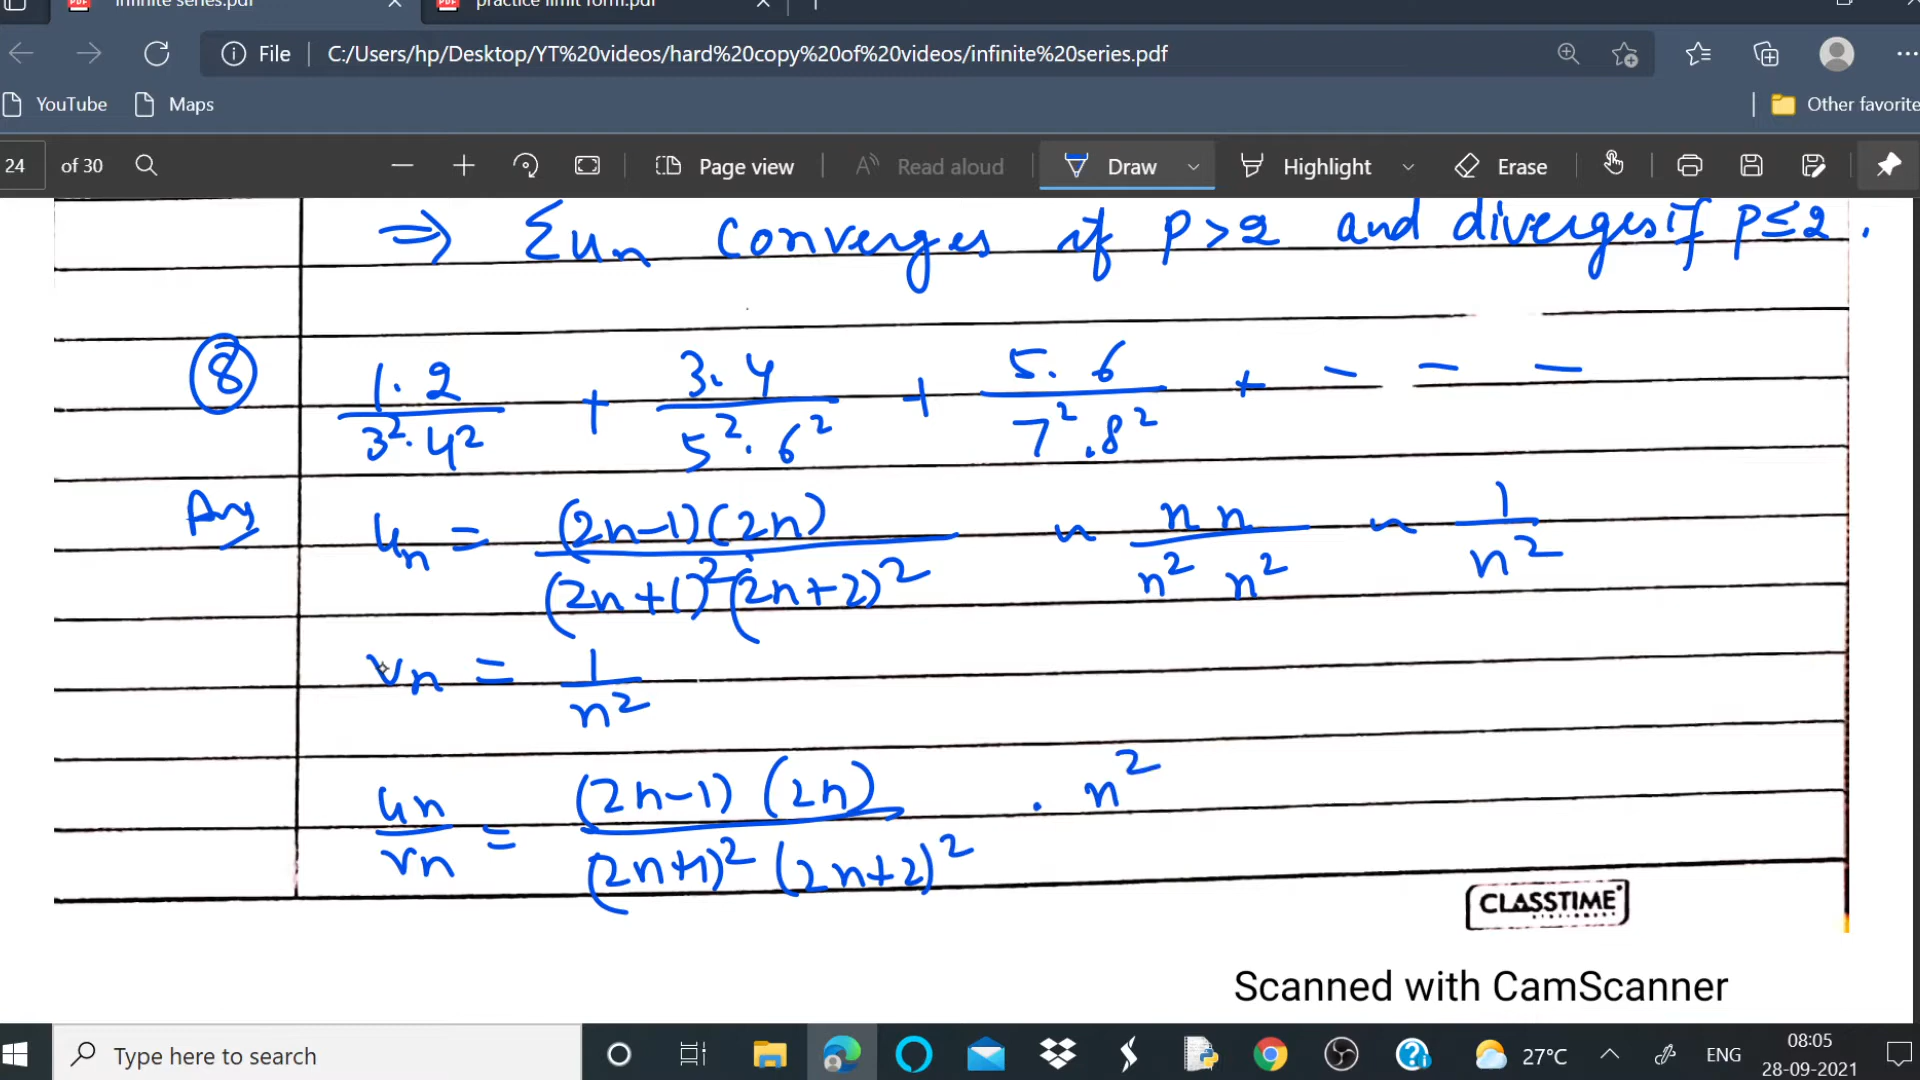 infinite series.pdf practice limit form.pdf
File C:/Users/hp/Desktop/YT%20videos/hard%20copy%20of%20videos/infinite%20series.pdf
YouTube Maps Other favorite
24 of 30 Page view Read aloud Draw Highlight Erase
⇒ Σun converges if p>2 and diverges if p≤2.
⑧ 1.2/3².4² + 3.4/5².6² + 5.6/7².8² + - - -
Ans un = (2n-1)(2n)/(2n+1)²(2n+2)² ~ n n/n² n² ~ 1/n²
vn = 1/n²
un/vn = (2n-1)(2n)/(2n+1)²(2n+2)² . n²
CLASSTIME
Scanned with CamScanner
Type here to search 27°C ENG 08:05
28-09-2021